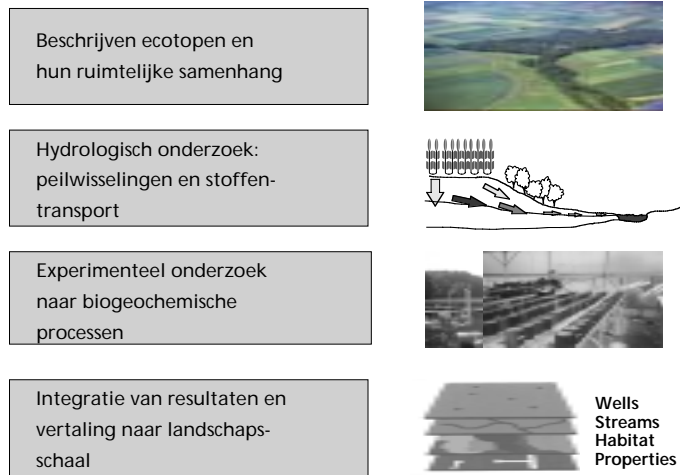 Beschrijven ecotopen en
hun ruimtelijke samenhang
Hydrologisch onderzoek:
peilwisselingen en stoffen-
transport
Experimenteel onderzoek
naar biogeochemische
processen
Integratie van resultaten en
vertaling naar landschaps-
schaal
Wells
Streams
Habitat
Properties